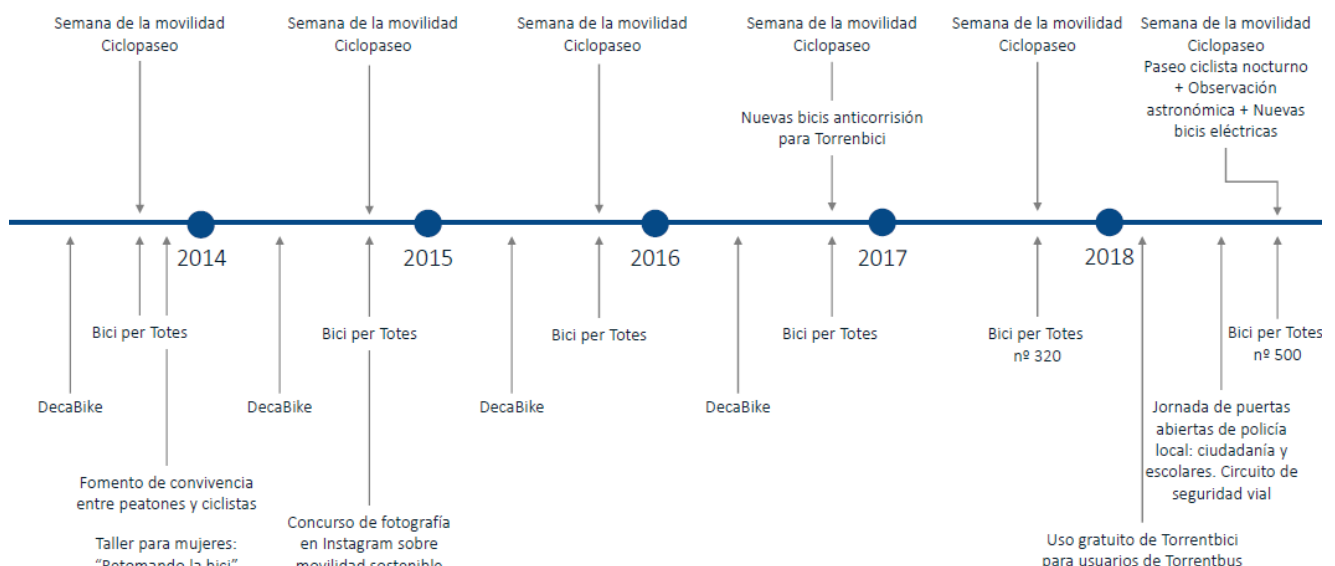 Semana de la movilidad
Ciclopaseo
Semana de la movilidad
Ciclopaseo
Semana de la movilidad
Ciclopaseo
Semana de la movilidad
Ciclopaseo
Nuevas bicis anticorrisión
para Torrenbici
Semana de la movilidad
Ciclopaseo
Semana de la movilidad
Ciclopaseo
Paseo ciclista nocturno
+ Observación
astronómica + Nuevas
bicis eléctricas
2014
2015
2016
2017
2018
Bici per Totes
Bici per Totes
Bici per Totes
Bici per Totes
Bici per Totes
nº 320
Bici per Totes
nº 500
DecaBike
DecaBike
DecaBike
DecaBike
Jornada de puertas
abiertas de policía
local: ciudadanía y
escolares. Circuito de
seguridad vial
Fomento de convivencia
entre peatones y ciclistas
Taller para mujeres:
"Retomando la bici"
Concurso de fotografía
en Instagram sobre
movilidad sostenible
Uso gratuito de Torrentbici
para usuarios de Torrentbus